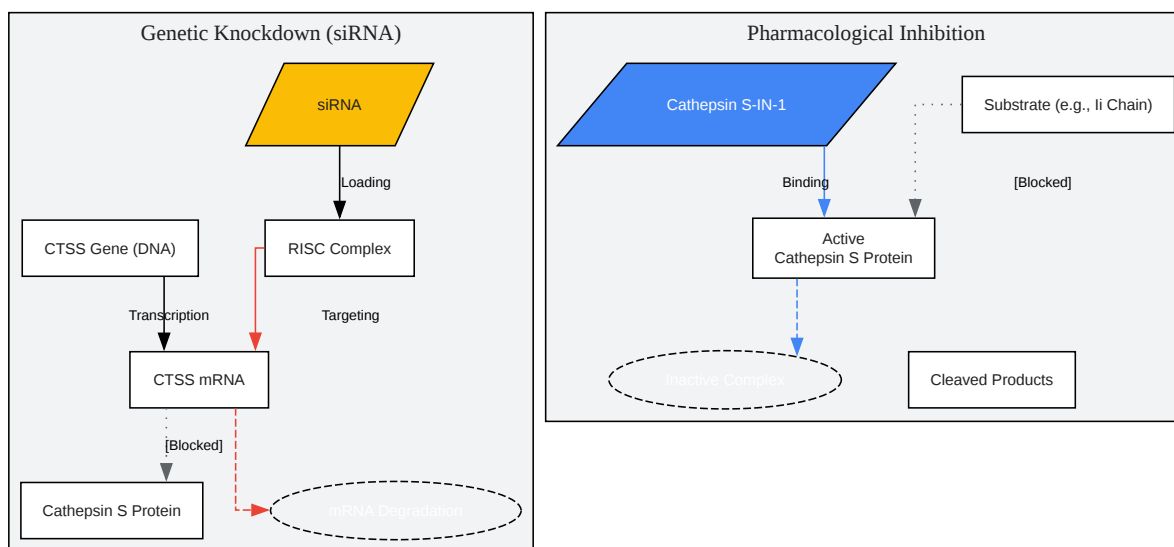 Genetic Knockdown (siRNA)
siRNA
Loading
CTSS Gene (DNA)
RISC Complex
Transcription
Targeting
CTSS mRNA
[Blocked]
Cathepsin S Protein
mRNA Degradation
Pharmacological Inhibition
Cathepsin S-IN-1
Substrate (e.g., Ii Chain)
Binding
[Blocked]
Active
Cathepsin S Protein
Inactive Complex
Cleaved Products